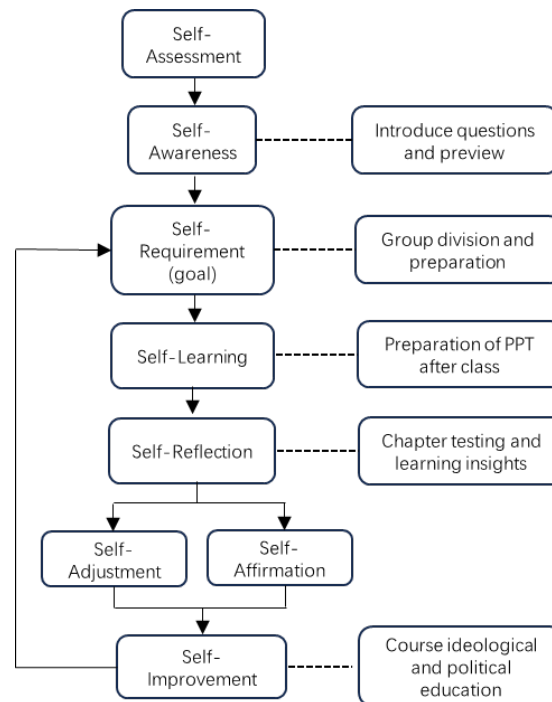 Self-
Assessment
Self-
Awareness
Introduce questions
and preview
Self-
Requirement
(goal)
Group division and
preparation
Self-Learning
Preparation of PPT
after class
Self-Reflection
Chapter testing and
learning insights
Self-
Adjustment
Self-
Affirmation
Self-
Improvement
Course ideological
and political
education